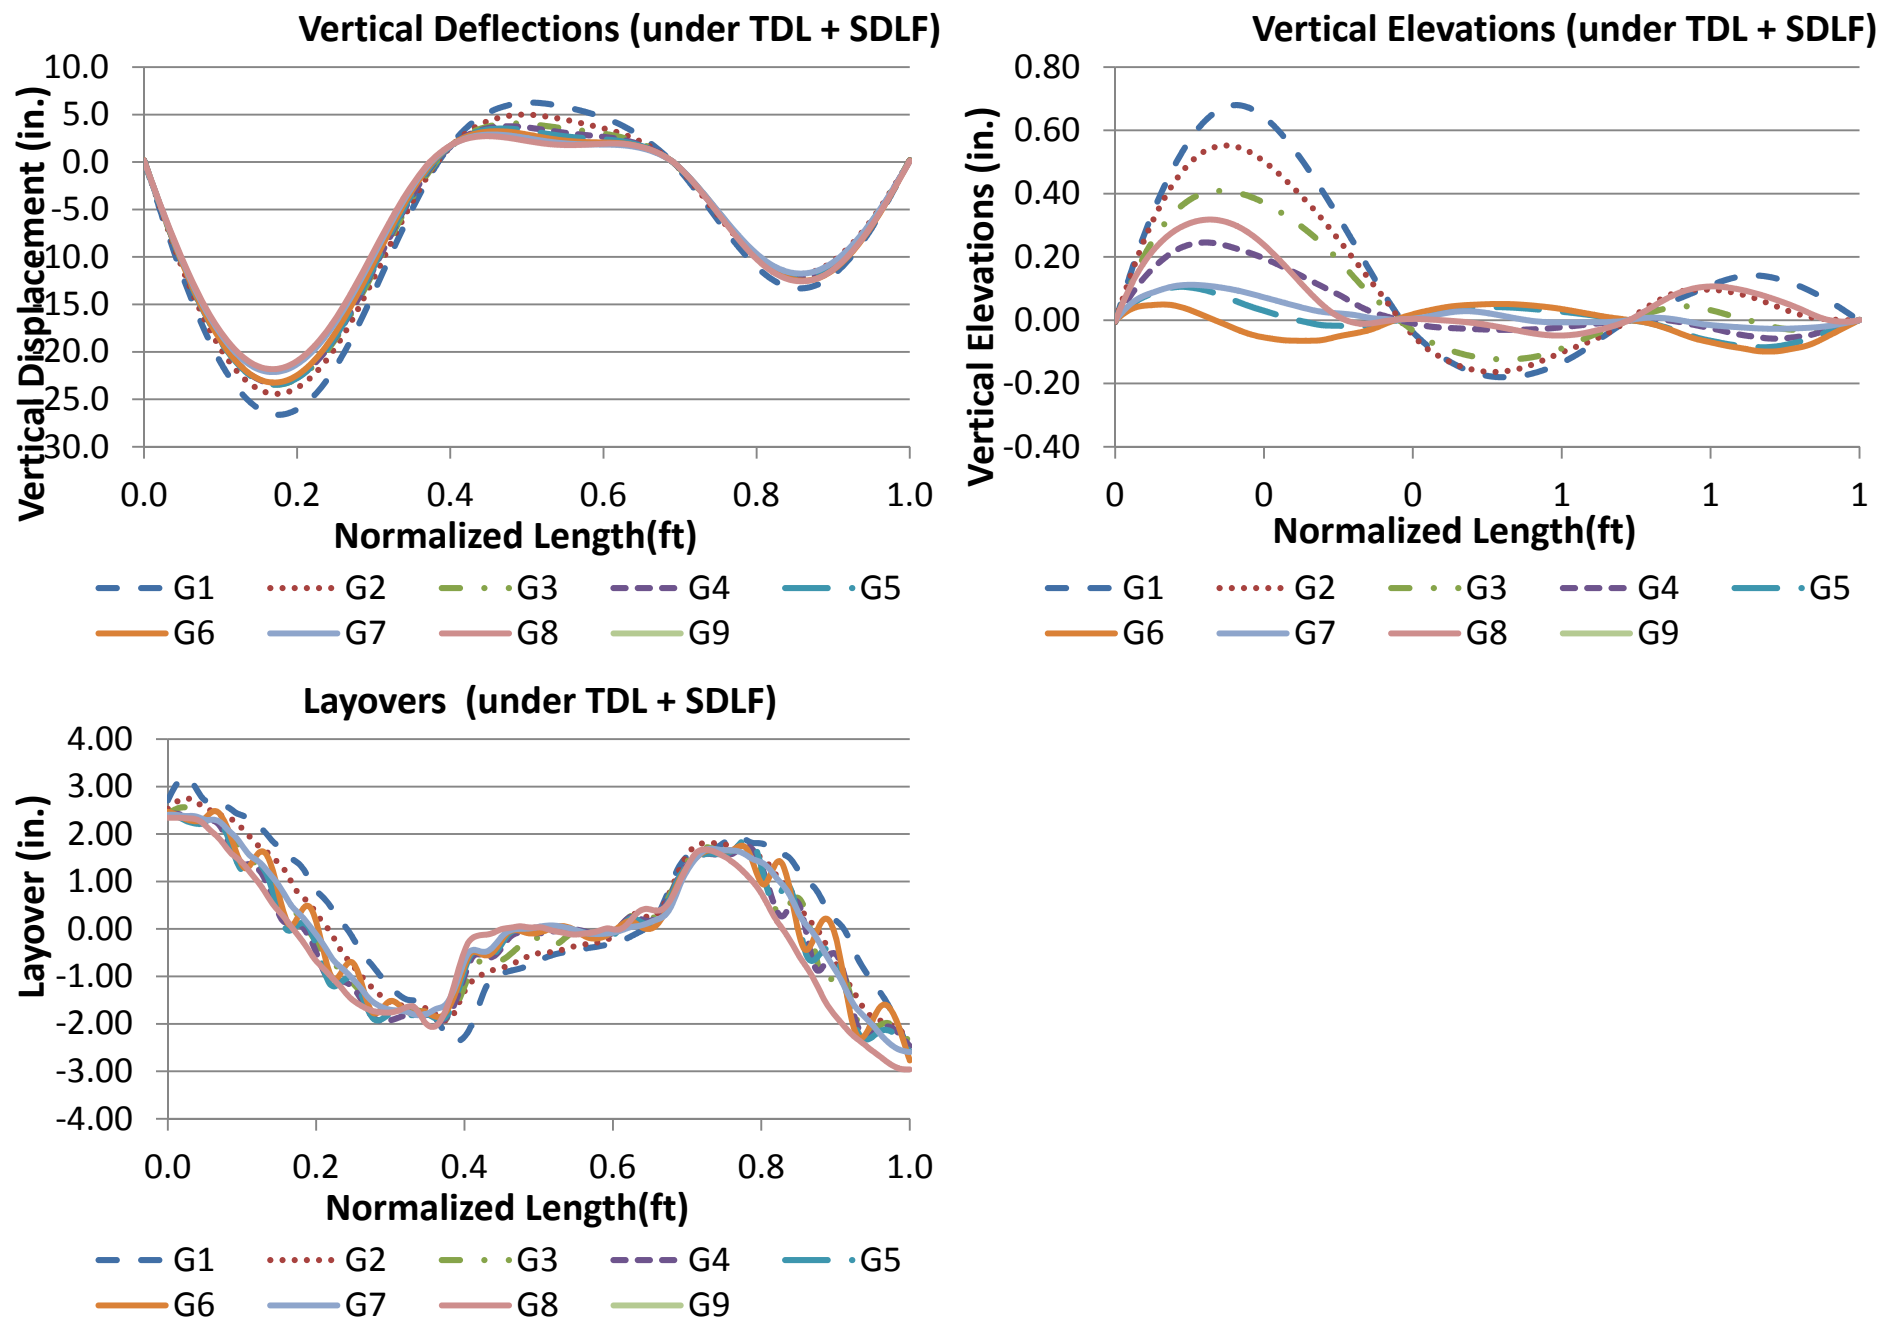 Vertical Deflections (under TDL + SDLF)
Vertical Displacement (in.)
10.0
5.0
0.0
-5.0
-10.0
-15.0
-20.0
-25.0
-30.0
0.0 0.2 0.4 0.6 0.8 1.0
Normalized Length(ft)
G1 G2 G3 G4 G5
G6 G7 G8 G9
Vertical Elevations (under TDL + SDLF)
Vertical Elevations (in.)
0.80
0.60
0.40
0.20
0.00
-0.20
-0.40
0 0 0 1 1 1
Normalized Length(ft)
G1 G2 G3 G4 G5
G6 G7 G8 G9
Layovers (under TDL + SDLF)
Layover (in.)
4.00
3.00
2.00
1.00
0.00
-1.00
-2.00
-3.00
-4.00
0.0 0.2 0.4 0.6 0.8 1.0
Normalized Length(ft)
G1 G2 G3 G4 G5
G6 G7 G8 G9